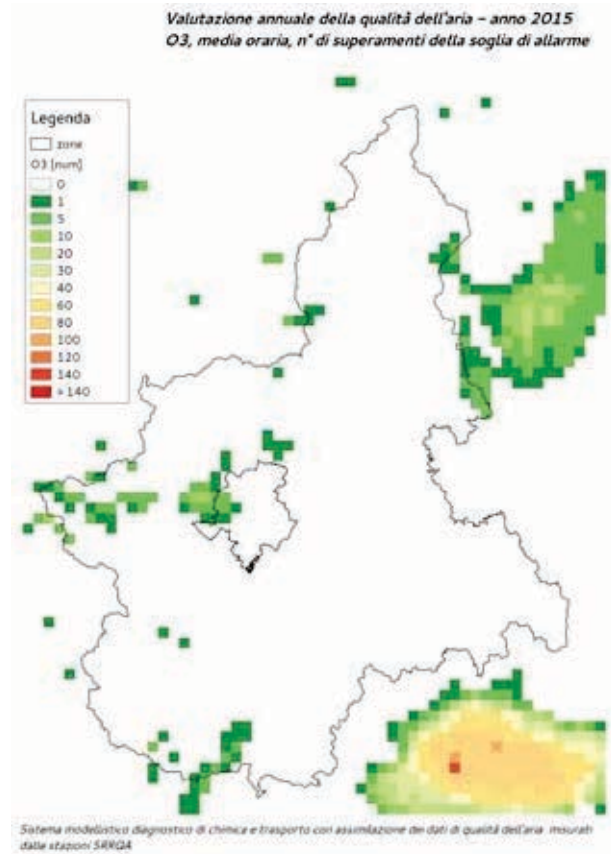 Valutazione annuale della qualità dell'aria – anno 2015
O3, media oraria, n° di superamenti della soglia di allarme
Legenda
zone
O3 [num]
0
1
5
10
20
30
40
60
80
100
120
140
> 140
Sistema modellistico diagnostico di chimica e trasporto con assimilazione dei dati di qualità dell'aria misurati
dalle stazioni SRRQA